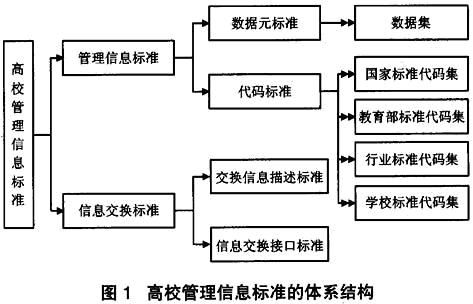 高校管理信息标准
管理信息标准
数据元标准
数据集
代码标准
国家标准代码集
教育部标准代码集
行业标准代码集
学校标准代码集
信息交换标准
交换信息描述标准
信息交换接口标准
图 1 高校管理信息标准的体系结构